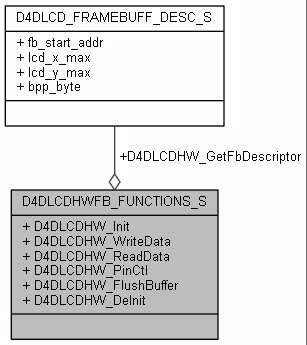 D4DLCD_FRAMEBUFF_DESC_S
+ fb_start_addr
+ lcd_x_max
+ lcd_y_max
+ bpp_byte
+D4DLCDHW_GetFbDescriptor
D4DLCDHWFB_FUNCTIONS_S
+ D4DLCDHW_Init
+ D4DLCDHW_WriteData
+ D4DLCDHW_ReadData
+ D4DLCDHW_PinCtl
+ D4DLCDHW_FlushBuffer
+ D4DLCDHW_DeInit